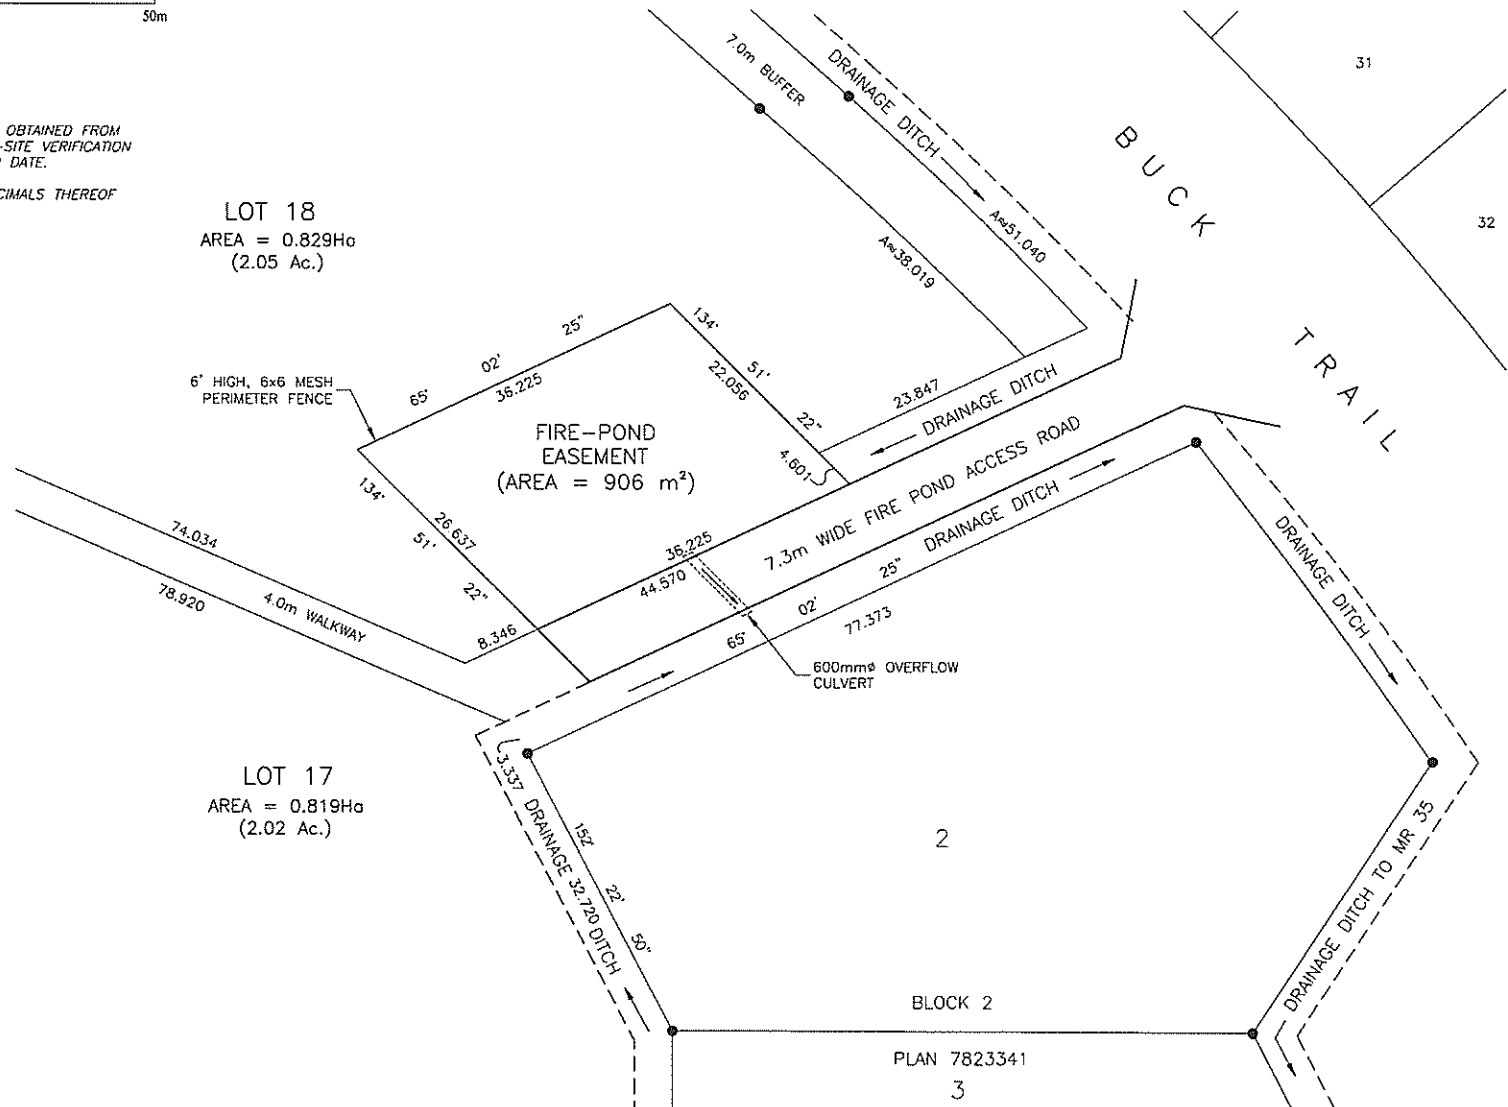 50m
OBTAINED FROM
-SITE VERIFICATION
DATE.
CIMALS THEREOF
LOT 18
AREA = 0.829Ha
(2.05 Ac.)
7.0m BUFFER
DRAINAGE DITCH
A≈51.040
A≈38.019
BUCK TRAIL
31
32
6' HIGH, 6x6 MESH
PERIMETER FENCE
65° 02' 25"
36.225
134° 51' 22"
22.056
4.601
23.847
DRAINAGE DITCH
FIRE-POND
EASEMENT
(AREA = 906 m²)
134° 51' 22"
26.637
36.225
44.570
8.346
7.3m WIDE FIRE POND ACCESS ROAD
DRAINAGE DITCH
65° 02' 25"
77.373
600mmø OVERFLOW
CULVERT
74.034
78.920
4.0m WALKWAY
LOT 17
AREA = 0.819Ha
(2.02 Ac.)
3.337
DRAINAGE 32.720 DITCH
152° 22' 50"
DRAINAGE DITCH
DRAINAGE DITCH TO MR 35
2
BLOCK 2
PLAN 7823341
3